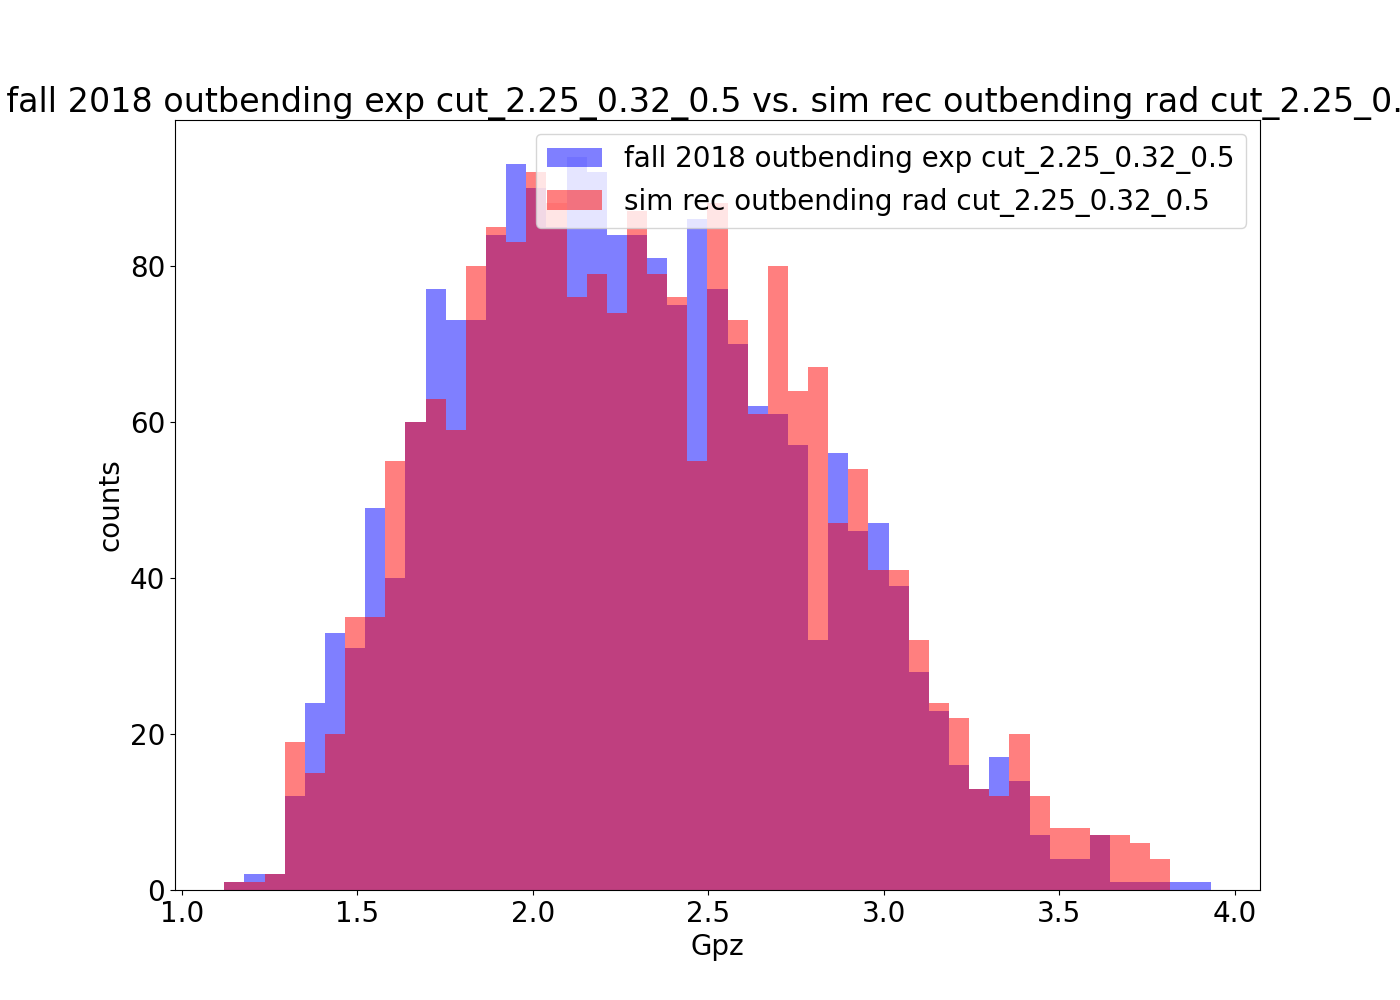 fall 2018 outbending exp cut_2.25_0.32_0.5 vs. sim rec outbending rad cut_2.25_0.
fall 2018 outbending exp cut_2.25_0.32_0.5
sim rec outbending rad cut_2.25_0.32_0.5
80
60
40
20
0
counts
1.0 1.5 2.0 2.5 3.0 3.5 4.0
Gpz